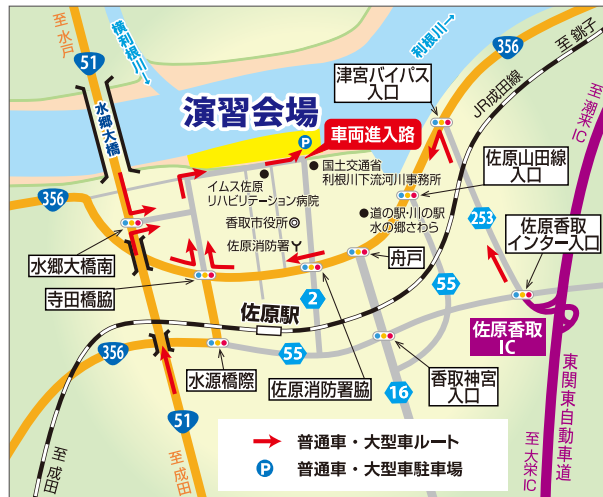 至水戸
51
横利根川
利根川
356
至銚子
JR成田線
津宮バイパス
入口
水郷大橋
演習会場
P
車両進入路
至潮来IC
国土交通省
利根川下流河川事務所
佐原山田線
入口
イムス佐原
リハビリテーション病院
356
香取市役所
道の駅・川の駅
水の郷さわら
253
佐原香取
インター入口
佐原消防署
水郷大橋南
舟戸
寺田橋脇
2
55
佐原駅
佐原香取
IC
356
水源橋際
55
佐原消防署脇
香取神宮
入口
16
東関東自動車道
51
至成田
至成田
普通車・大型車ルート
P
普通車・大型車駐車場
至大栄IC